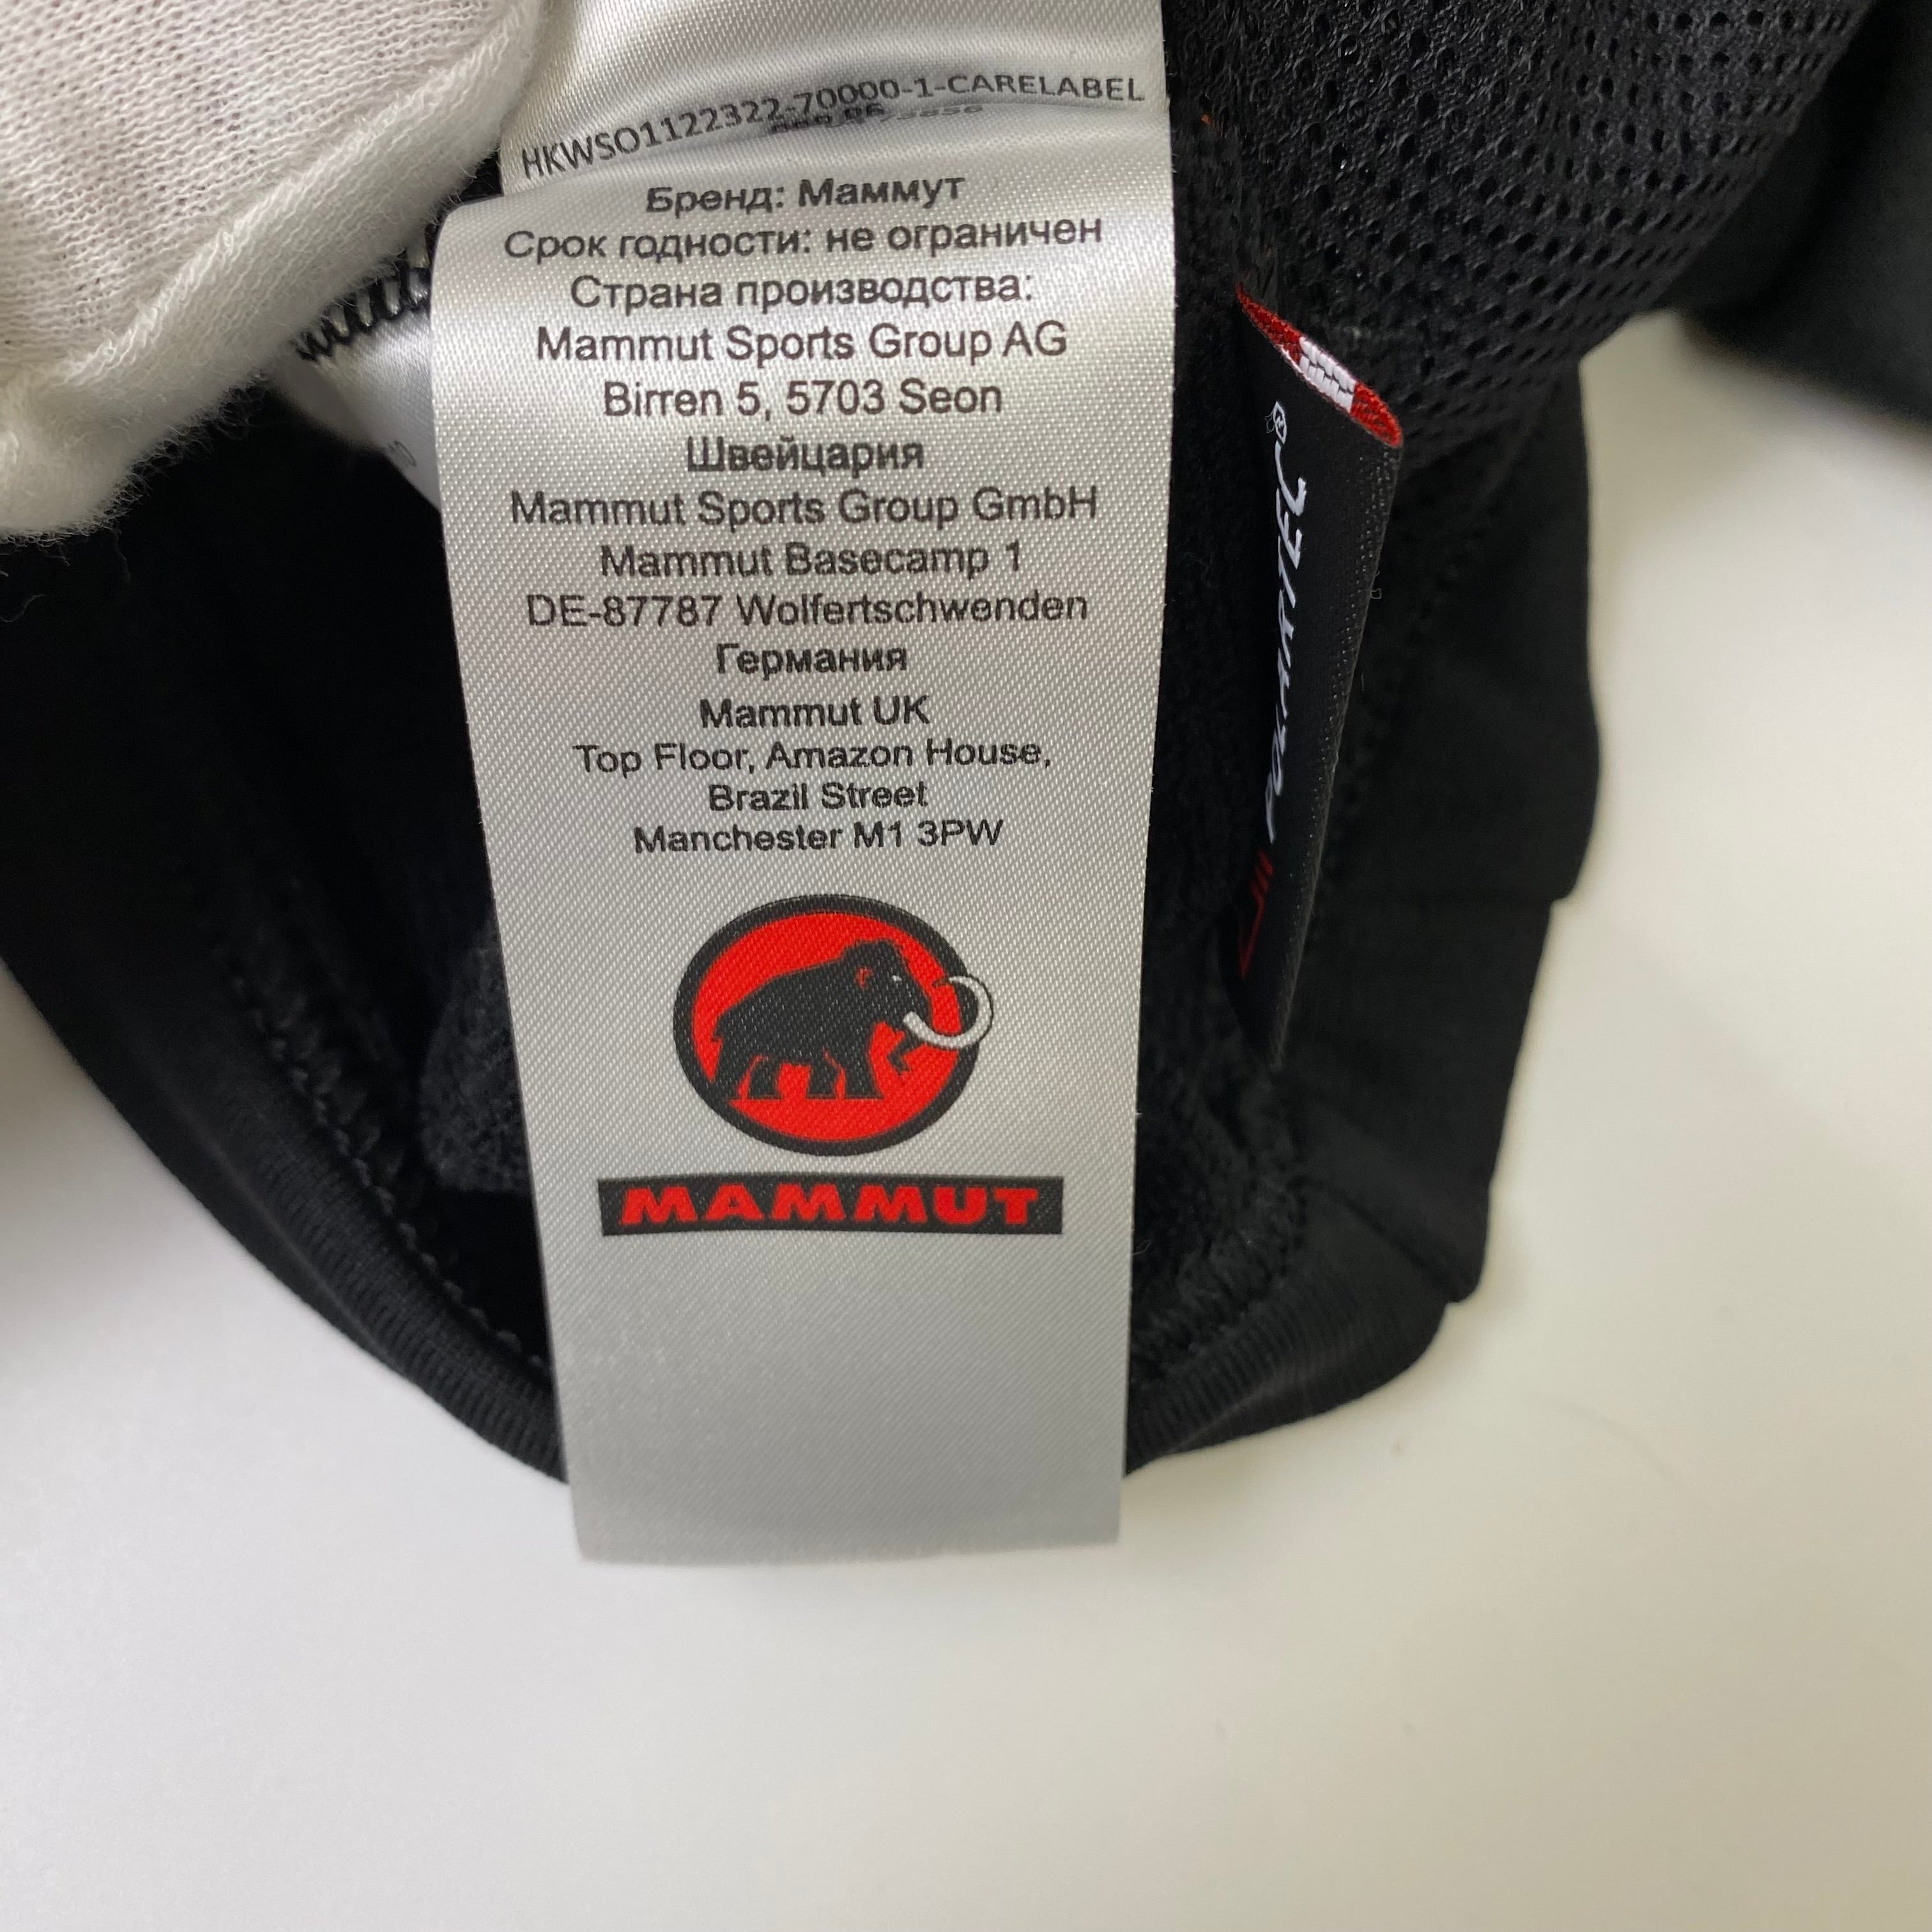 HKWSO1122322-70000-1-CARELABEL
Бренд: Маммут
Срок годности: не ограничен
Страна производства:
Mammut Sports Group AG
Birren 5, 5703 Seon
Швейцария
Mammut Sports Group GmbH
Mammut Basecamp 1
DE-87787 Wolfertschwenden
Германия
Mammut UK
Top Floor, Amazon House,
Brazil Street
Manchester M1 3PW
MAMMUT